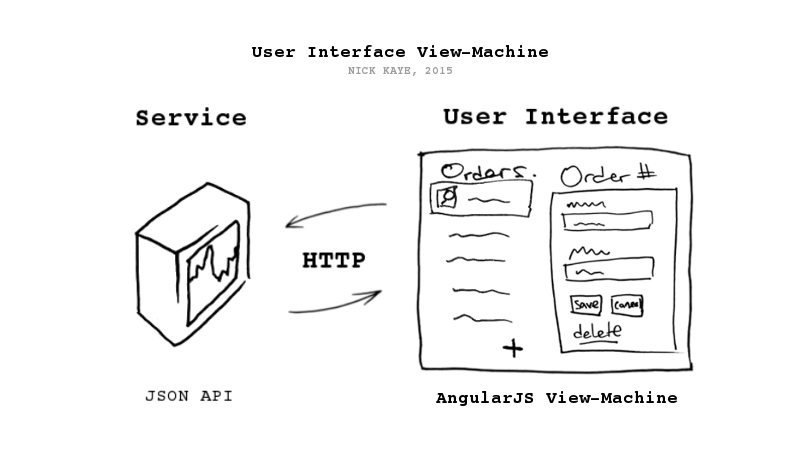 User Interface View-Machine
NICK KAYE, 2015
Service
User Interface
Orders.
Order #
HTTP
save
cancel
delete
+
JSON API
AngularJS View-Machine